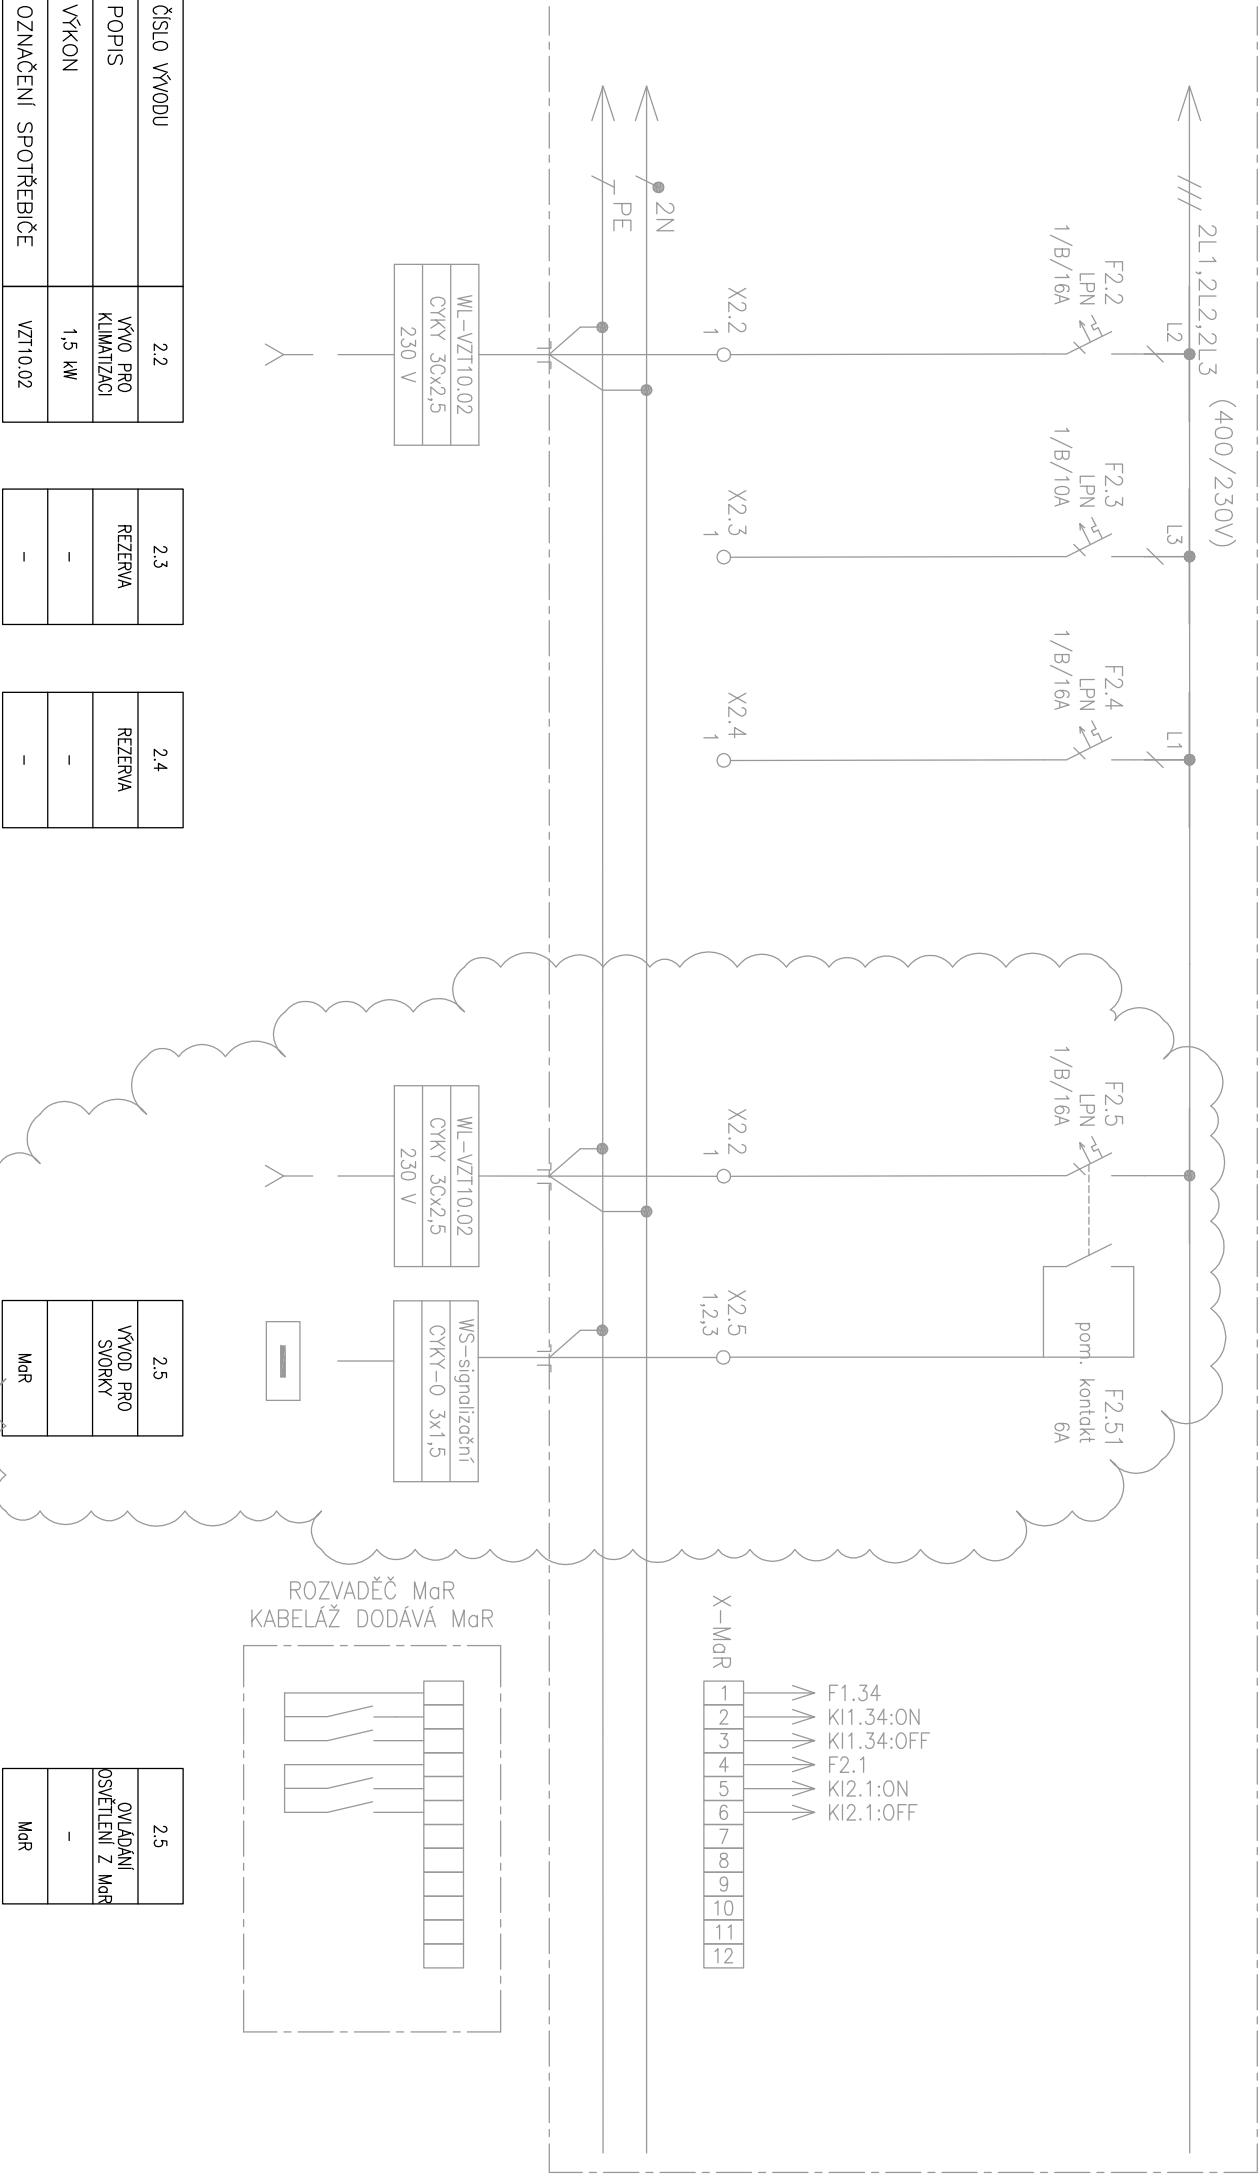 2L1,2L2,2L3 (400/230V)
L2
F2.2
LPN
1/B/16A
L3
F2.3
LPN
1/B/10A
L1
F2.4
LPN
1/B/16A
F2.5
LPN
1/B/16A
F2.51
pom. kontakt
6A
X2.2
1
X2.3
1
X2.4
1
X2.2
1
X2.5
1,2,3
2N
PE
WL-VZT10.02
CYKY 3Cx2,5
230 V
WL-VZT10.02
CYKY 3Cx2,5
230 V
WS-signalizační
CYKY-O 3x1,5
X-MaR
1 F1.34
2 KI1.34:ON
3 KI1.34:OFF
4 F2.1
5 KI2.1:ON
6 KI2.1:OFF
7
8
9
10
11
12
ROZVADĚČ MaR
KABELÁŽ DODÁVÁ MaR
ČÍSLO VÝVODU
POPIS
VÝKON
OZNAČENÍ SPOTŘEBIČE
2.2
VÝVO PRO
KLIMATIZACI
1,5 kW
VZT10.02
2.3
REZERVA
-
-
2.4
REZERVA
-
-
2.5
VÝVOD PRO
SVORKY
MaR
2.5
OVLÁDÁNÍ
OSVĚTLENÍ Z MaR
-
MaR